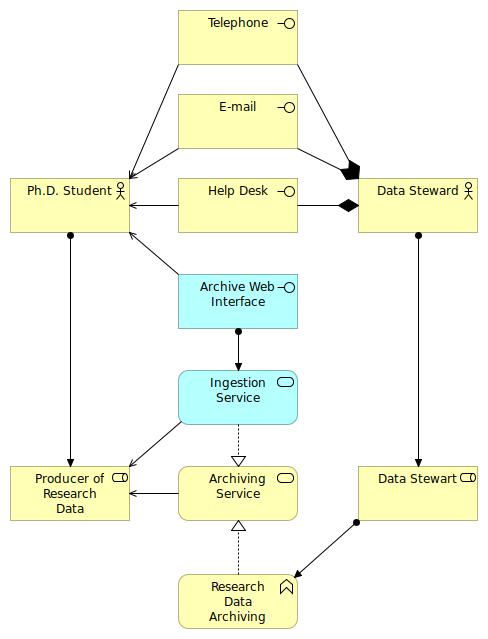 Telephone
E-mail
Ph.D. Student
Help Desk
Data Steward
Archive Web
Interface
Ingestion
Service
Producer of
Research
Data
Archiving
Service
Data Stewart
Research
Data
Archiving